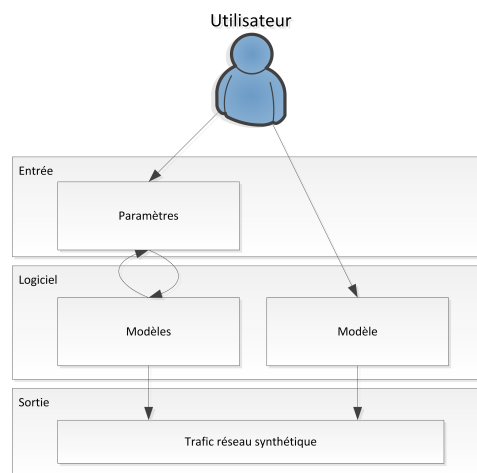 Utilisateur
Entrée
Paramètres
Logiciel
Modèles
Modèle
Sortie
Trafic réseau synthétique